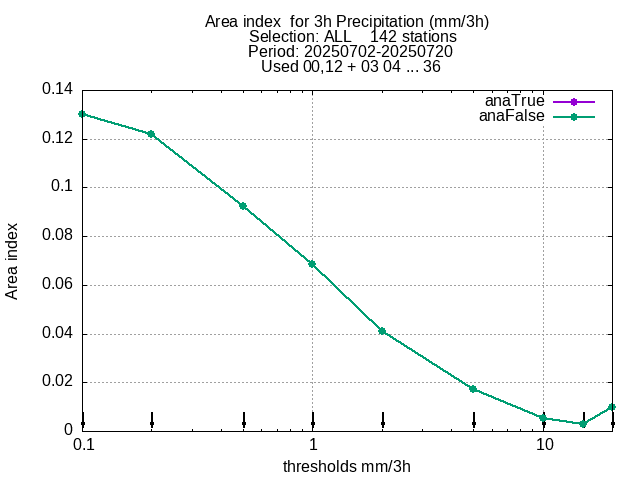 Area index  for 3h Precipitation (mm/3h)
Selection: ALL    142 stations
Period: 20250702-20250720
Used 00,12 + 03 04 ... 36
anaTrue
anaFalse
0.14
0.12
0.1
0.08
0.06
0.04
0.02
0
Area index
0.1 1 10
thresholds mm/3h